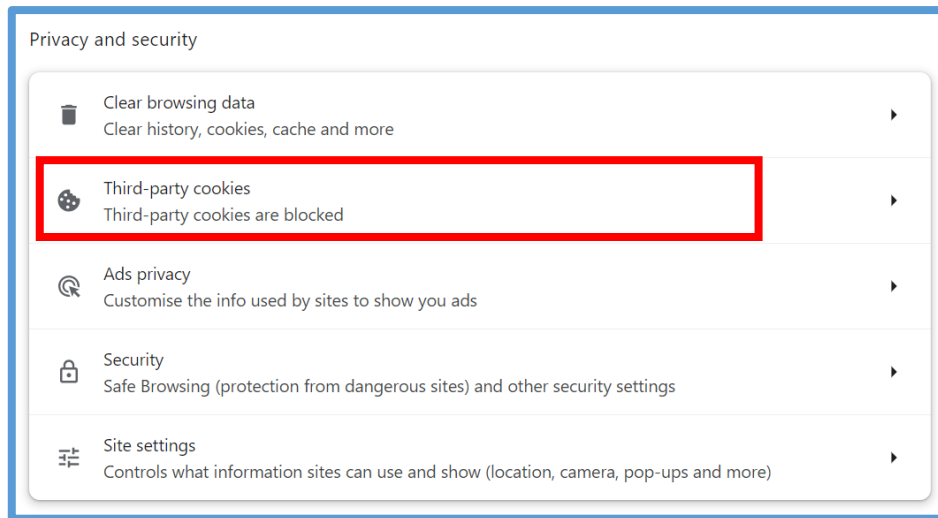 Privacy and security
Clear browsing data
Clear history, cookies, cache and more
Third-party cookies
Third-party cookies are blocked
Ads privacy
Customise the info used by sites to show you ads
Security
Safe Browsing (protection from dangerous sites) and other security settings
Site settings
Controls what information sites can use and show (location, camera, pop-ups and more)